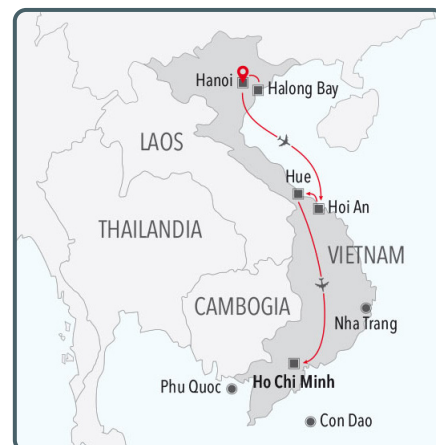 Hanoi
Halong Bay
LAOS
Hue
Hoi An
THAILANDIA
VIETNAM
CAMBOGIA
Nha Trang
Phu Quoc
Ho Chi Minh
Con Dao